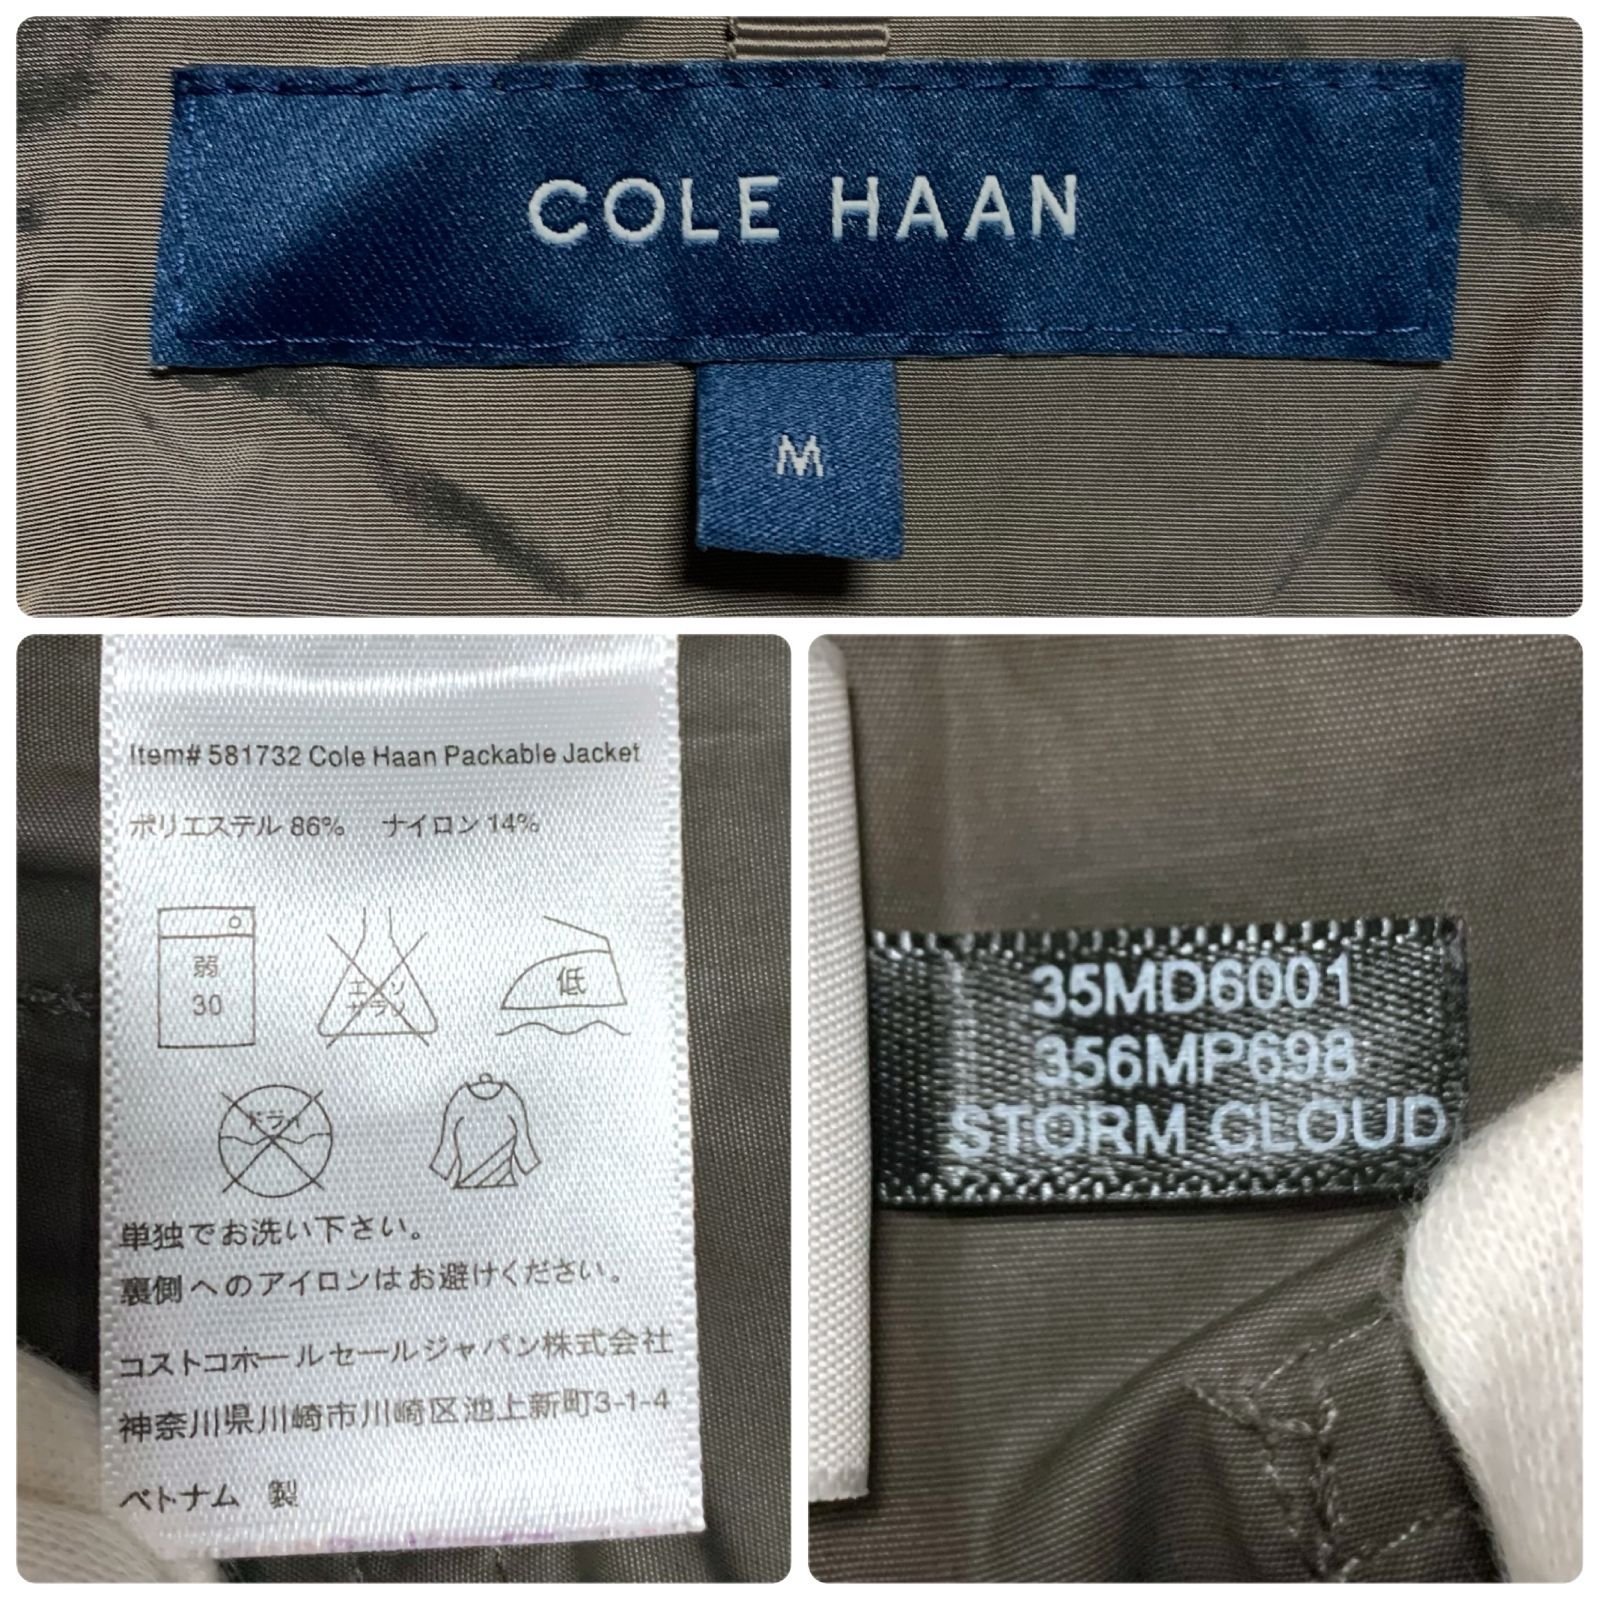 COLE HAAN
M
Item# 581732 Cole Haan Packable Jacket
ポリエステル 86% ナイロン 14%
弱
30
エンソ
サラン
低
ドライ
単独でお洗い下さい。
裏側へのアイロンはお避けください。
コストコホールセールジャパン株式会社
神奈川県川崎市川崎区池上新町3-1-4
ベトナム 製
35MD6001
356MP698
STORM CLOUD